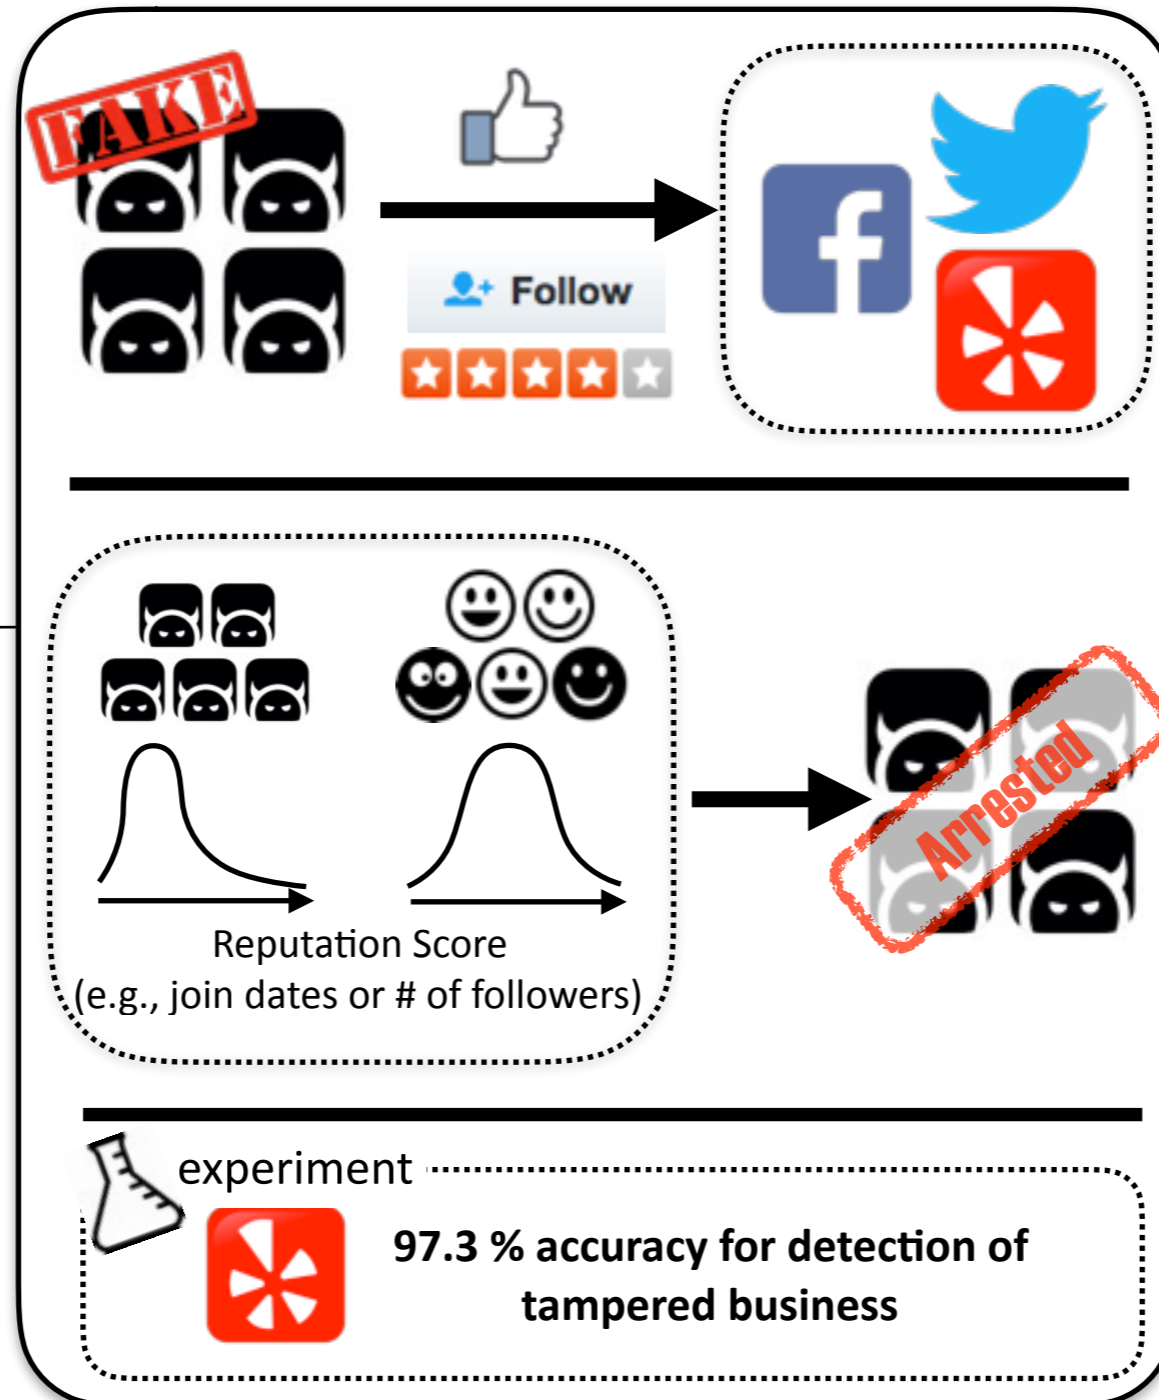 FAKE
Follow
Reputation Score
(e.g., join dates or # of followers)
Arrested
experiment
97.3 % accuracy for detection of
tampered business